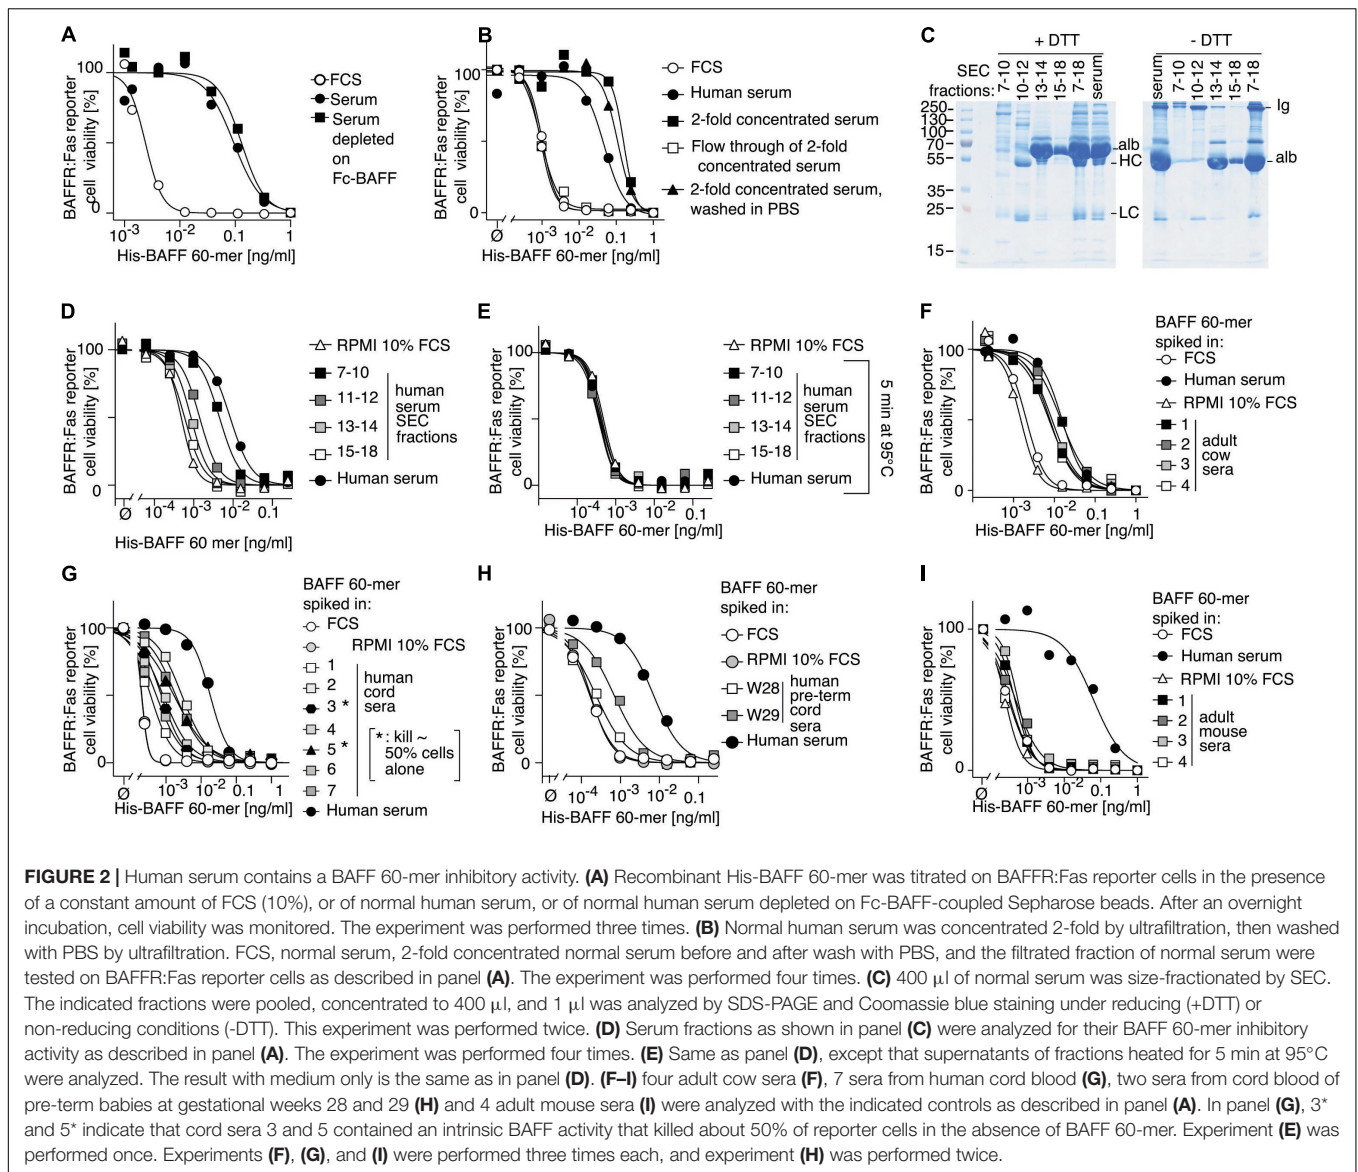 A
BAFFR:Fas reporter
cell viability [%]
100
0
10-3
10-2
0.1
1
His-BAFF 60-mer [ng/ml]
FCS
Serum
Serum
depleted
on
Fc-BAFF
B
BAFFR:Fas reporter
cell viability [%]
100
0
Ø
10-3
10-2
0.1
1
His-BAFF 60-mer [ng/ml]
FCS
Human serum
2-fold concentrated serum
Flow through of 2-fold
concentrated serum
2-fold concentrated serum,
washed in PBS
C
+ DTT
- DTT
SEC
fractions:
7-10
10-12
13-14
15-18
7-18
serum
serum
7-10
10-12
13-14
15-18
7-18
250
130
100
70
55
35
25
15
alb
HC
LC
Ig
alb
D
BAFFR:Fas reporter
cell viability [%]
100
0
Ø
10-4
10-3
10-2
0.1
His-BAFF 60 mer [ng/ml]
RPMI 10% FCS
7-10
11-12
13-14
15-18
human
serum
SEC
fractions
Human serum
E
BAFFR:Fas reporter
cell viability [%]
100
0
10-4
10-3
10-2
0.1
His-BAFF 60-mer [ng/ml]
RPMI 10% FCS
7-10
11-12
13-14
15-18
human
serum
SEC
fractions
Human serum
5 min at 95°C
F
BAFFR:Fas reporter
cell viability [%]
100
0
10-3
10-2
0.1
1
His-BAFF 60-mer [ng/ml]
BAFF 60-mer
spiked in:
FCS
Human serum
RPMI 10% FCS
1
2
3
4
adult
cow
sera
G
BAFFR:Fas reporter
cell viability [%]
100
0
Ø
10-3
10-2
0.1
1
His-BAFF 60-mer [ng/ml]
BAFF 60-mer
spiked in:
FCS
RPMI 10% FCS
1
2
3 *
4
5 *
6
7
human
cord
sera
* : kill ~
50% cells
alone
Human serum
H
BAFFR:Fas reporter
cell viability [%]
100
0
Ø
10-4
10-3
10-2
0.1
His-BAFF 60-mer [ng/ml]
BAFF 60-mer
spiked in:
FCS
RPMI 10% FCS
W28
W29
human
pre-term
cord
sera
Human serum
I
BAFFR:Fas reporter
cell viability [%]
100
0
Ø
10-3
10-2
0.1
1
His-BAFF 60-mer [ng/ml]
BAFF 60-mer
spiked in:
FCS
Human serum
RPMI 10% FCS
1
2
3
4
adult
mouse
sera
FIGURE 2 | Human serum contains a BAFF 60-mer inhibitory activity. (A) Recombinant His-BAFF 60-mer was titrated on BAFFR:Fas reporter cells in the presence
of a constant amount of FCS (10%), or of normal human serum, or of normal human serum depleted on Fc-BAFF-coupled Sepharose beads. After an overnight
incubation, cell viability was monitored. The experiment was performed three times. (B) Normal human serum was concentrated 2-fold by ultrafiltration, then washed
with PBS by ultrafiltration. FCS, normal serum, 2-fold concentrated normal serum before and after wash with PBS, and the filtrated fraction of normal serum were
tested on BAFFR:Fas reporter cells as described in panel (A). The experiment was performed four times. (C) 400 μl of normal serum was size-fractionated by SEC.
The indicated fractions were pooled, concentrated to 400 μl, and 1 μl was analyzed by SDS-PAGE and Coomassie blue staining under reducing (+DTT) or
non-reducing conditions (-DTT). This experiment was performed twice. (D) Serum fractions as shown in panel (C) were analyzed for their BAFF 60-mer inhibitory
activity as described in panel (A). The experiment was performed four times. (E) Same as panel (D), except that supernatants of fractions heated for 5 min at 95°C
were analyzed. The result with medium only is the same as in panel (D). (F–I) four adult cow sera (F), 7 sera from human cord blood (G), two sera from cord blood of
pre-term babies at gestational weeks 28 and 29 (H) and 4 adult mouse sera (I) were analyzed with the indicated controls as described in panel (A). In panel (G), 3*
and 5* indicate that cord sera 3 and 5 contained an intrinsic BAFF activity that killed about 50% of reporter cells in the absence of BAFF 60-mer. Experiment (E) was
performed once. Experiments (F), (G), and (I) were performed three times each, and experiment (H) was performed twice.